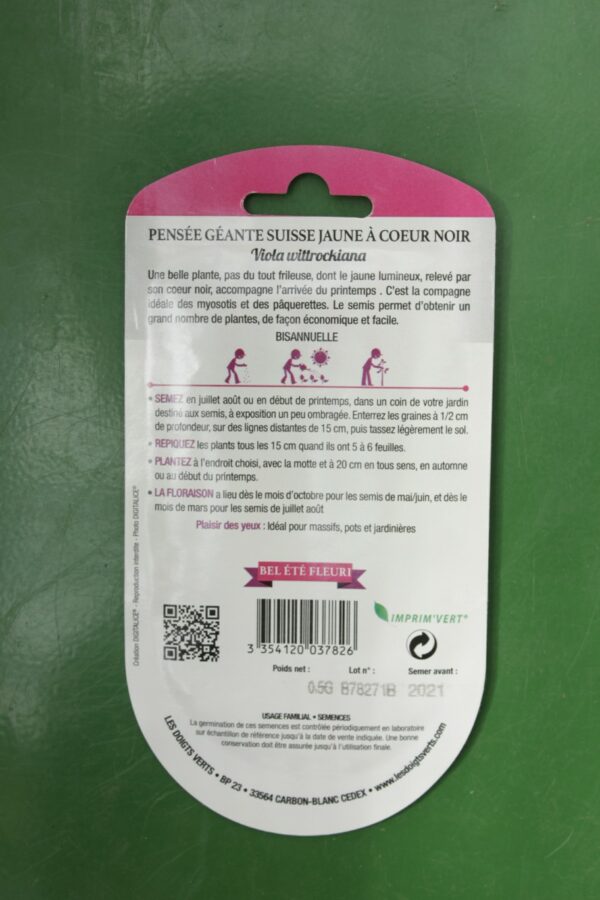 PENSÉE GÉANTE SUISSE JAUNE À COEUR NOIR
Viola wittrockiana
Une belle plante, pas du tout frileuse, dont le jaune lumineux, relevé par
son coeur noir, accompagne l'arrivée du printemps . C'est la compagne
idéale des myosotis et des pâquerettes. Le semis permet d'obtenir un
grand nombre de plantes, de façon économique et facile.
BISANNUELLE
• SEMEZ en juillet août ou en début de printemps, dans un coin de votre jardin
destiné aux semis, à exposition un peu ombragée. Enterrez les graines à 1/2 cm
de profondeur, sur des lignes distantes de 15 cm, puis tassez légèrement le sol.
• REPIQUEZ les plants tous les 15 cm quand ils ont 5 à 6 feuilles.
• PLANTEZ à l'endroit choisi, avec la motte et à 20 cm en tous sens, en automne
ou au début du printemps.
• LA FLORAISON a lieu dès le mois d'octobre pour les semis de mai/juin, et dès le
mois de mars pour les semis de juillet août
Plaisir des yeux : Idéal pour massifs, pots et jardinières
Création DIGITALICE® - Reproduction interdite - Photo DIGITALICE®
BEL ÉTÉ FLEURI
IMPRIM'VERT®
3 354120 037826
Poids net : Lot n° : Semer avant :
0.5G B78271B 2021
USAGE FAMILIAL • SEMENCES
La germination de ces semences est contrôlée périodiquement en laboratoire
sur échantillon de référence jusqu'à la date de vente indiquée. Une bonne
conservation doit être assurée jusqu'à l'utilisation finale.
LES DOIGTS VERTS • BP 23 • 33564 CARBON-BLANC CEDEX • www.lesdoigtsverts.com